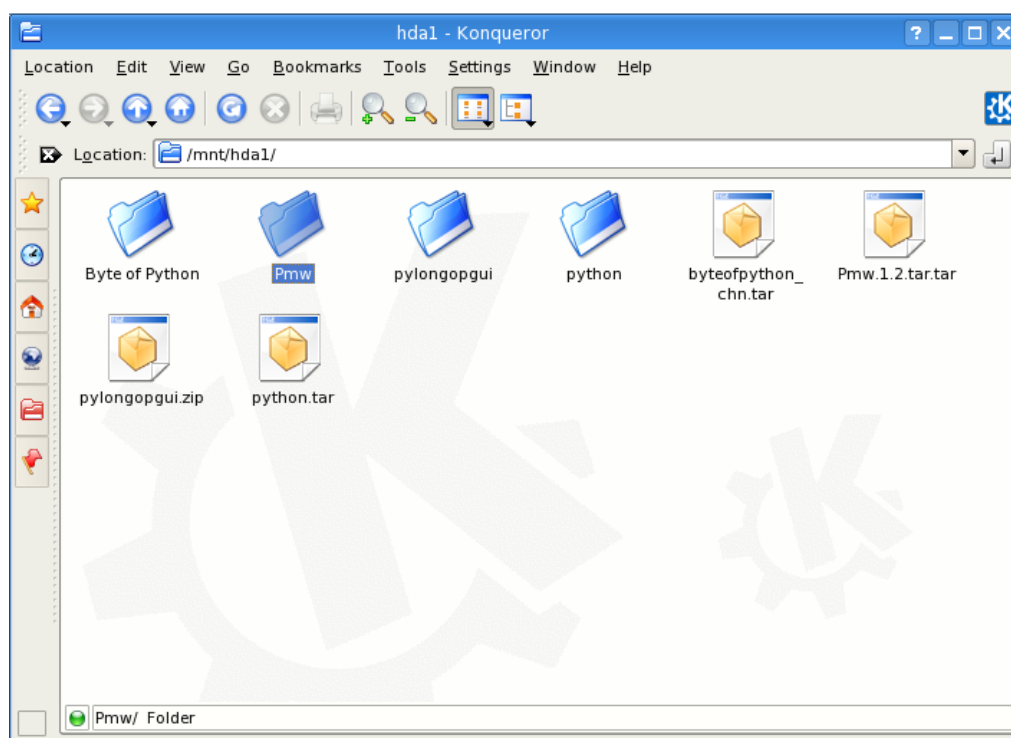 hda1 - Konqueror
Location Edit View Go Bookmarks Tools Settings Window Help
Location: /mnt/hda1/
Byte of Python Pmw pylongopgui python byteofpython_ Pmw.1.2.tar.tar
chn.tar
pylongopgui.zip python.tar
Pmw/ Folder